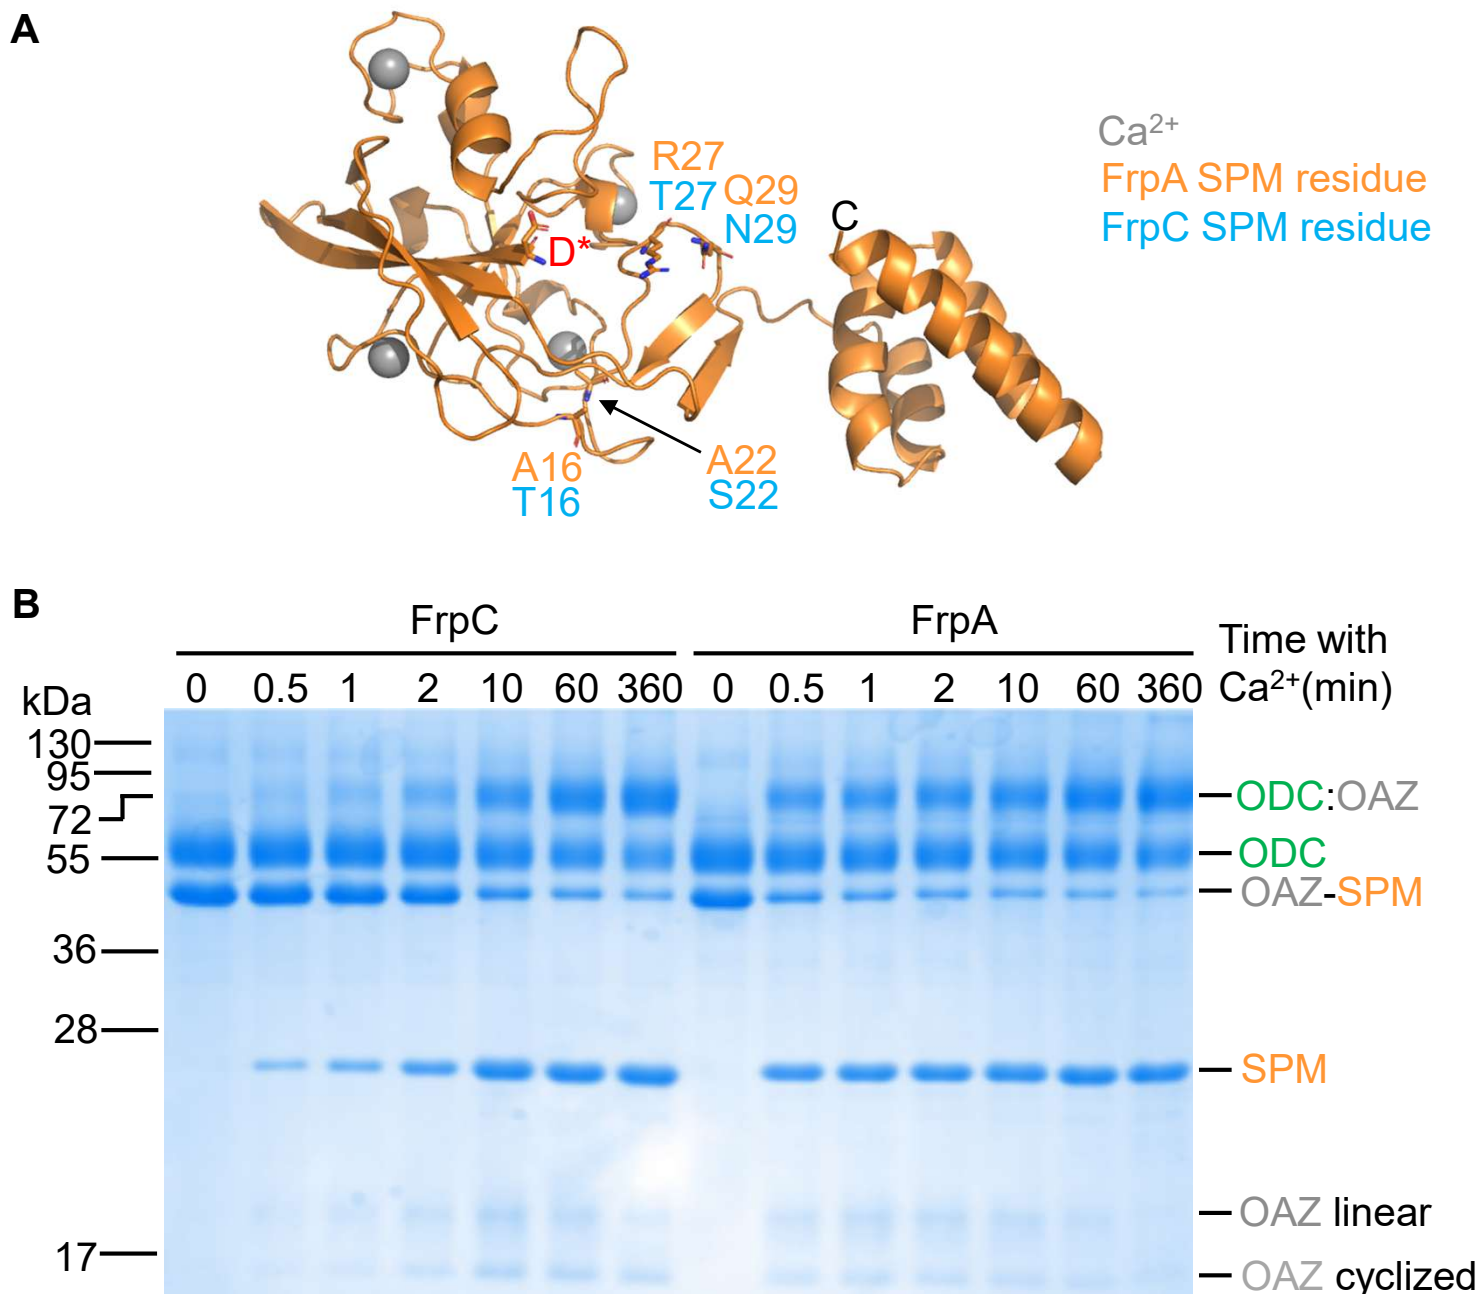 A
Ca2+
FrpA SPM residue
FrpC SPM residue
R27
T27
Q29
N29
C
D*
A16
T16
A22
S22
B
FrpC FrpA
Time with
Ca2+(min)
0 0.5 1 2 10 60 360 0 0.5 1 2 10 60 360
kDa
130
95
72
55
36
28
17
ODC:OAZ
ODC
OAZ-SPM
SPM
OAZ linear
OAZ cyclized